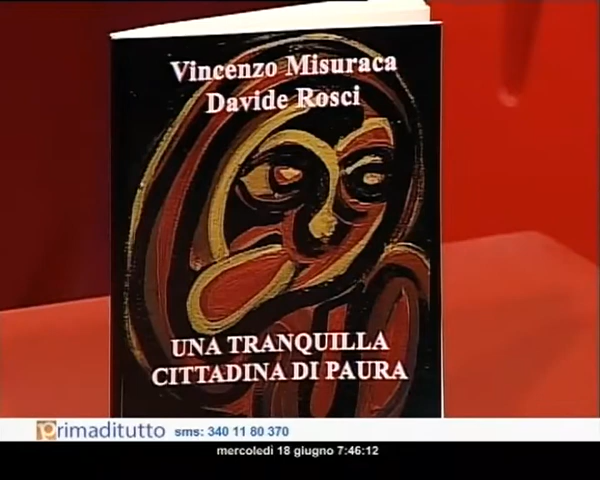 Vincenzo Misuraca
Davide Rosci
UNA TRANQUILLA
CITTADINA DI PAURA
primaditutto sms: 340 11 80 370
mercoledì 18 giugno 7:46:12